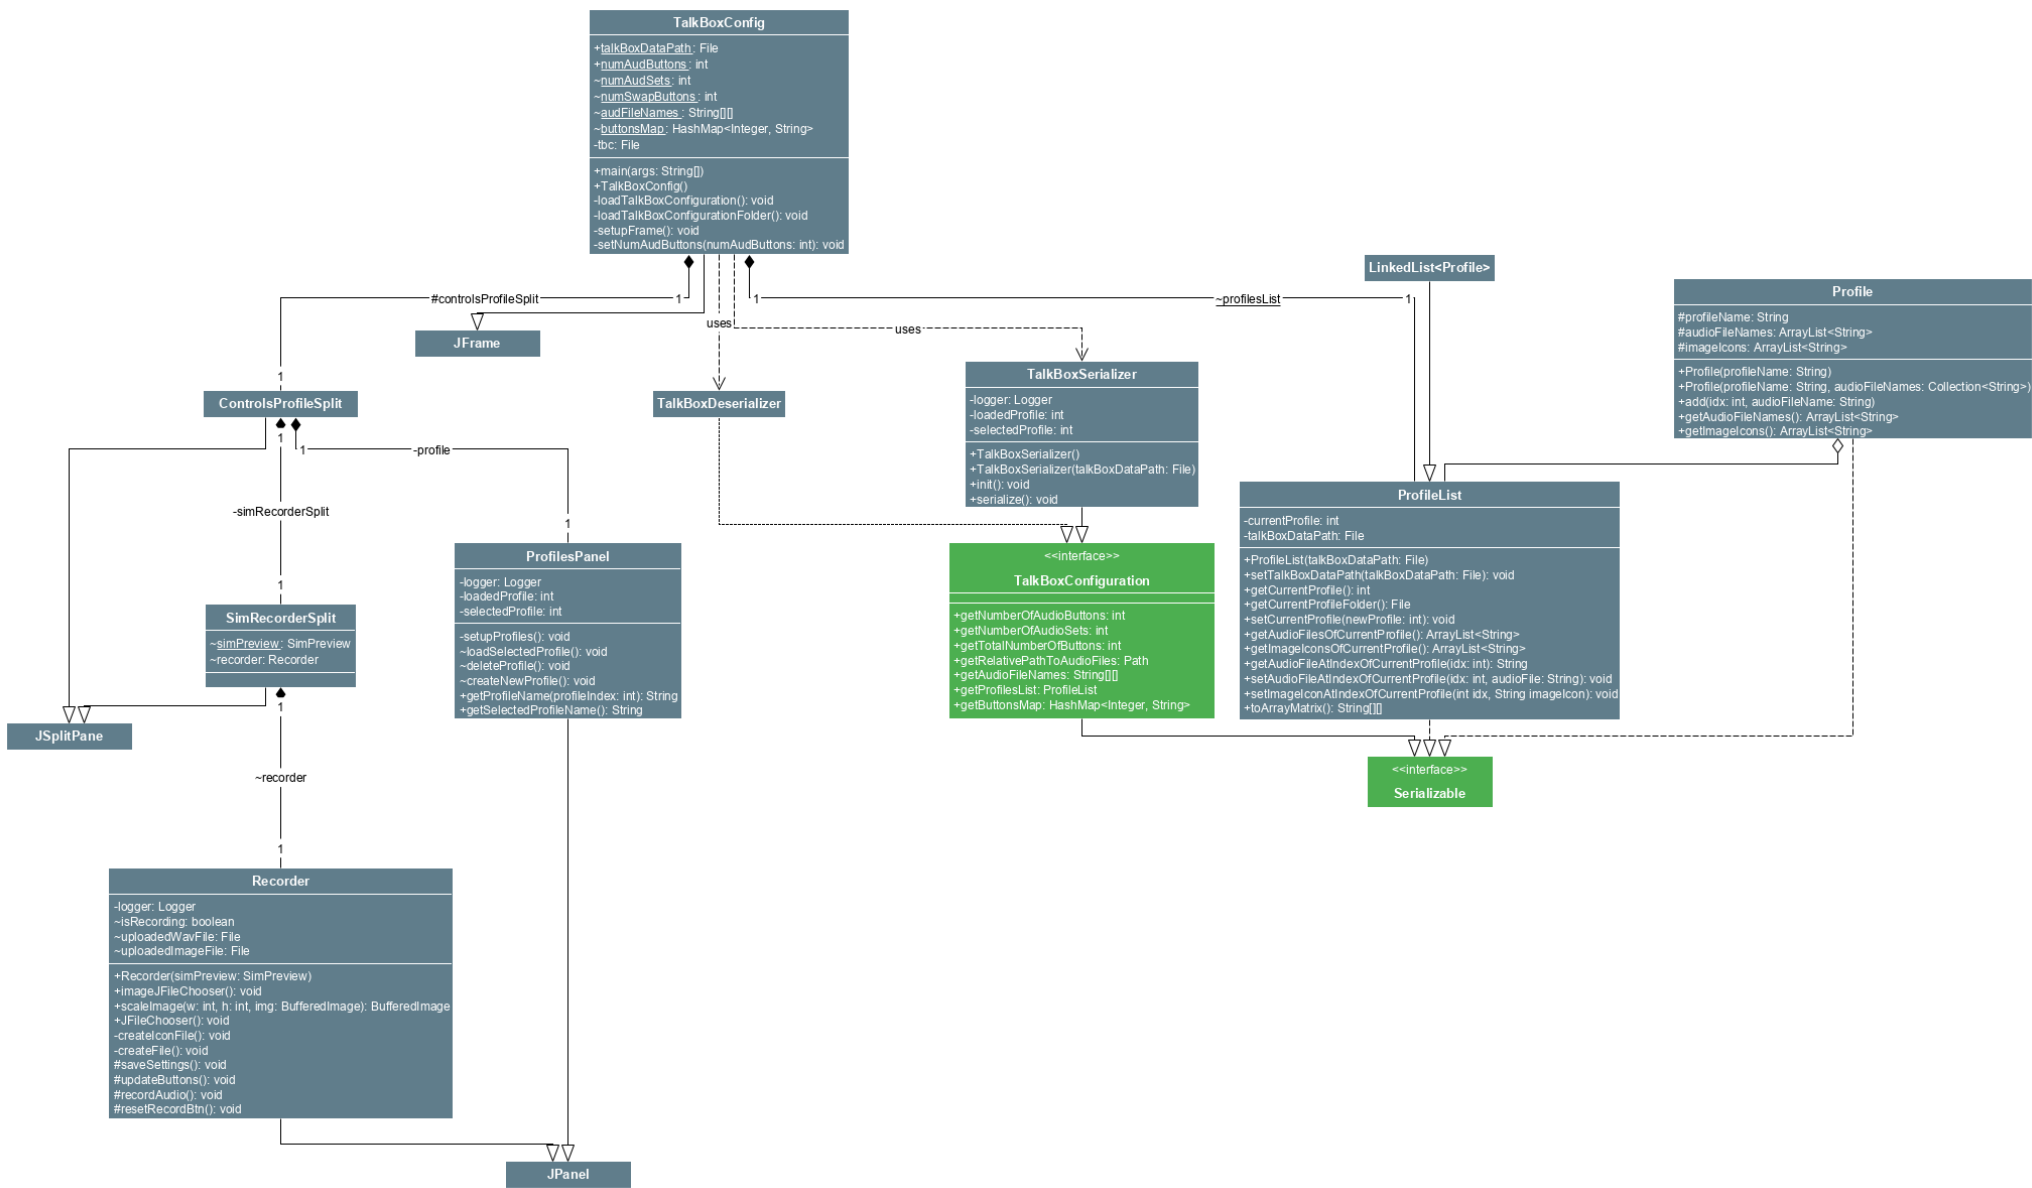 TalkBoxConfig
+talkBoxDataPath: File
+numAudButtons: int
~numAudSets: int
~numSwapButtons: int
~audFileNames: String[][]
~buttonsMap: HashMap<Integer, String>
-tbc: File
+main(args: String[])
+TalkBoxConfig()
-loadTalkBoxConfiguration(): void
-loadTalkBoxConfigurationFolder(): void
-setupFrame(): void
-setNumAudButtons(numAudButtons: int): void
#controlsProfileSplit
1
1
~profilesList
1
uses
uses
1
JFrame
ControlsProfileSplit
1
1
-profile
-simRecorderSplit
1
1
TalkBoxDeserializer
TalkBoxSerializer
-logger: Logger
-loadedProfile: int
-selectedProfile: int
+TalkBoxSerializer()
+TalkBoxSerializer(talkBoxDataPath: File)
+init(): void
+serialize(): void
LinkedList<Profile>
Profile
#profileName: String
#audioFileNames: ArrayList<String>
#imageIcons: ArrayList<String>
+Profile(profileName: String)
+Profile(profileName: String, audioFileNames: Collection<String>)
+add(idx: int, audioFileName: String)
+getAudioFileNames(): ArrayList<String>
+getImageIcons(): ArrayList<String>
ProfileList
-currentProfile: int
-talkBoxDataPath: File
+ProfileList(talkBoxDataPath: File)
+setTalkBoxDataPath(talkBoxDataPath: File): void
+getCurrentProfile(): int
+getCurrentProfileFolder(): File
+setCurrentProfile(newProfile: int): void
+getAudioFilesOfCurrentProfile(): ArrayList<String>
+getImageIconsOfCurrentProfile(): ArrayList<String>
+getAudioFileAtIndexOfCurrentProfile(idx: int): String
+setAudioFileAtIndexOfCurrentProfile(idx: int, audioFile: String): void
+setImageIconAtIndexOfCurrentProfile(int idx, String imageIcon): void
+toArrayMatrix(): String[][]
<<interface>>
TalkBoxConfiguration
+getNumberOfAudioButtons: int
+getNumberOfAudioSets: int
+getTotalNumberOfButtons: int
+getRelativePathToAudioFiles: Path
+getAudioFileNames: String[][]
+getProfilesList: ProfileList
+getButtonsMap: HashMap<Integer, String>
<<interface>>
Serializable
ProfilesPanel
-logger: Logger
-loadedProfile: int
-selectedProfile: int
-setupProfiles(): void
~loadSelectedProfile(): void
~deleteProfile(): void
~createNewProfile(): void
+getProfileName(profileIndex: int): String
+getSelectedProfileName(): String
SimRecorderSplit
~simPreview: SimPreview
~recorder: Recorder
1
JSplitPane
~recorder
1
Recorder
-logger: Logger
~isRecording: boolean
~uploadedWavFile: File
~uploadedImageFile: File
+Recorder(simPreview: SimPreview)
+imageJFileChooser(): void
+scaleImage(w: int, h: int, img: BufferedImage): BufferedImage
+JFileChooser(): void
-createIconFile(): void
-createFile(): void
#saveSettings(): void
#updateButtons(): void
#recordAudio(): void
#resetRecordBtn(): void
JPanel